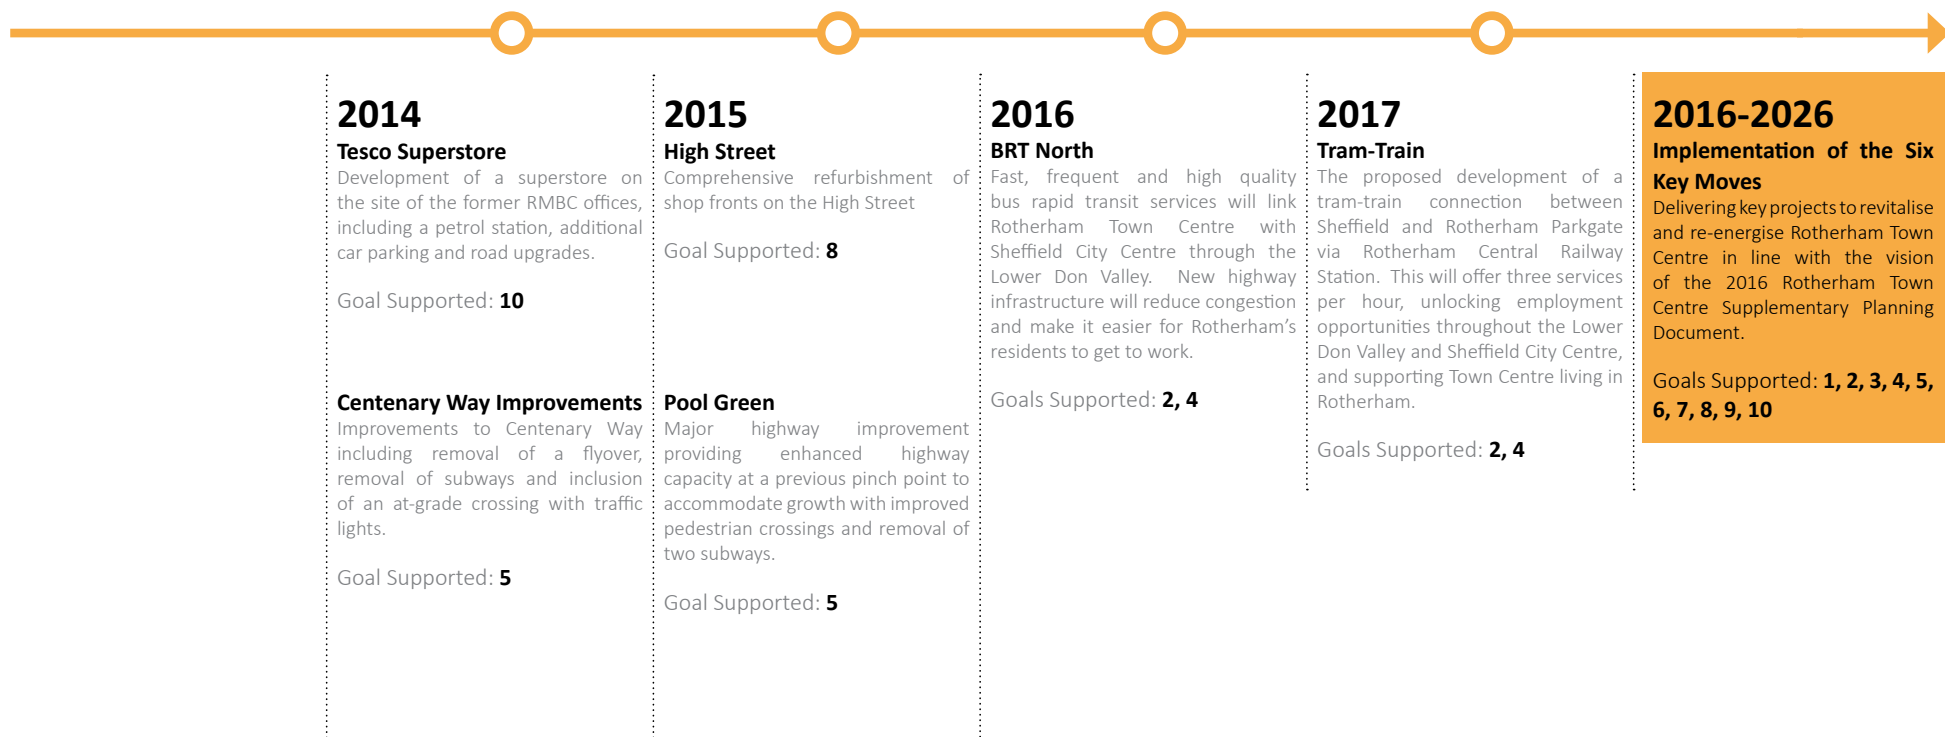 2014
Tesco Superstore
Development of a superstore on
the site of the former RMBC offices,
including a petrol station, additional
car parking and road upgrades.
Goal Supported: 10
Centenary Way Improvements
Improvements to Centenary Way
including removal of a flyover,
removal of subways and inclusion
of an at-grade crossing with traffic
lights.
Goal Supported: 5
2015
High Street
Comprehensive refurbishment of
shop fronts on the High Street
Goal Supported: 8
Pool Green
Major highway improvement
providing enhanced highway
capacity at a previous pinch point to
accommodate growth with improved
pedestrian crossings and removal of
two subways.
Goal Supported: 5
2016
BRT North
Fast, frequent and high quality
bus rapid transit services will link
Rotherham Town Centre with
Sheffield City Centre through the
Lower Don Valley. New highway
infrastructure will reduce congestion
and make it easier for Rotherham's
residents to get to work.
Goals Supported: 2, 4
2017
Tram-Train
The proposed development of a
tram-train connection between
Sheffield and Rotherham Parkgate
via Rotherham Central Railway
Station. This will offer three services
per hour, unlocking employment
opportunities throughout the Lower
Don Valley and Sheffield City Centre,
and supporting Town Centre living in
Rotherham.
Goals Supported: 2, 4
2016-2026
Implementation of the Six
Key Moves
Delivering key projects to revitalise
and re-energise Rotherham Town
Centre in line with the vision
of the 2016 Rotherham Town
Centre Supplementary Planning
Document.
Goals Supported: 1, 2, 3, 4, 5,
6, 7, 8, 9, 10